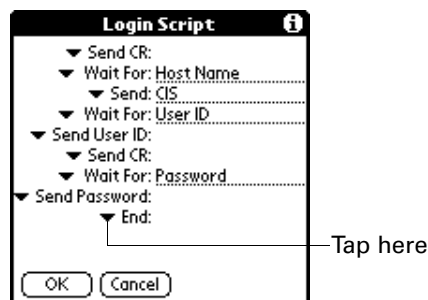 Login Script i
Send CR:
Wait For: Host Name
Send: CIS
Wait For: User ID
Send User ID:
Send CR:
Wait For: Password
Send Password:
End:
Tap here
OK Cancel